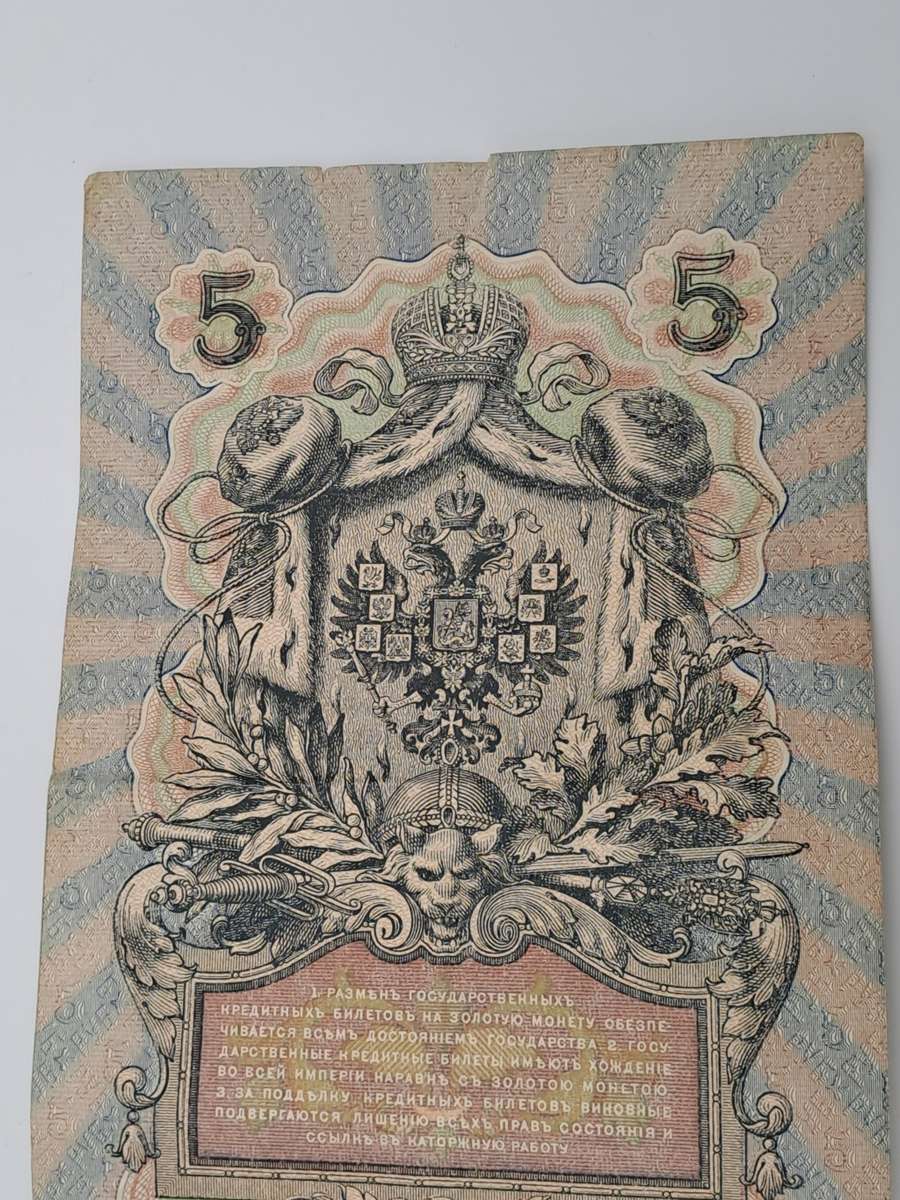 5 5
1. РАЗМѢНЪ ГОСУДАРСТВЕННЫХЪ
КРЕДИТНЫХЪ БИЛЕТОВЪ НА ЗОЛОТУЮ МОНЕТУ ОБЕЗПЕ-
ЧИВАЕТСЯ ВСѢМЪ ДОСТОЯНІЕМЪ ГОСУДАРСТВА 2. ГОСУ-
ДАРСТВЕННЫЕ КРЕДИТНЫЕ БИЛЕТЫ ИМѢЮТЪ ХОЖДЕНІЕ
ВО ВСЕЙ ИМПЕРІИ НАРАВНѢ СЪ ЗОЛОТОЮ МОНЕТОЮ.
3. ЗА ПОДДѢЛКУ КРЕДИТНЫХЪ БИЛЕТОВЪ ВИНОВНЫЕ
ПОДВЕРГАЮТСЯ ЛИШЕНІЮ ВСѢХЪ ПРАВЪ СОСТОЯНІЯ И
ССЫЛКѢ ВЪ КАТОРЖНУЮ РАБОТУ